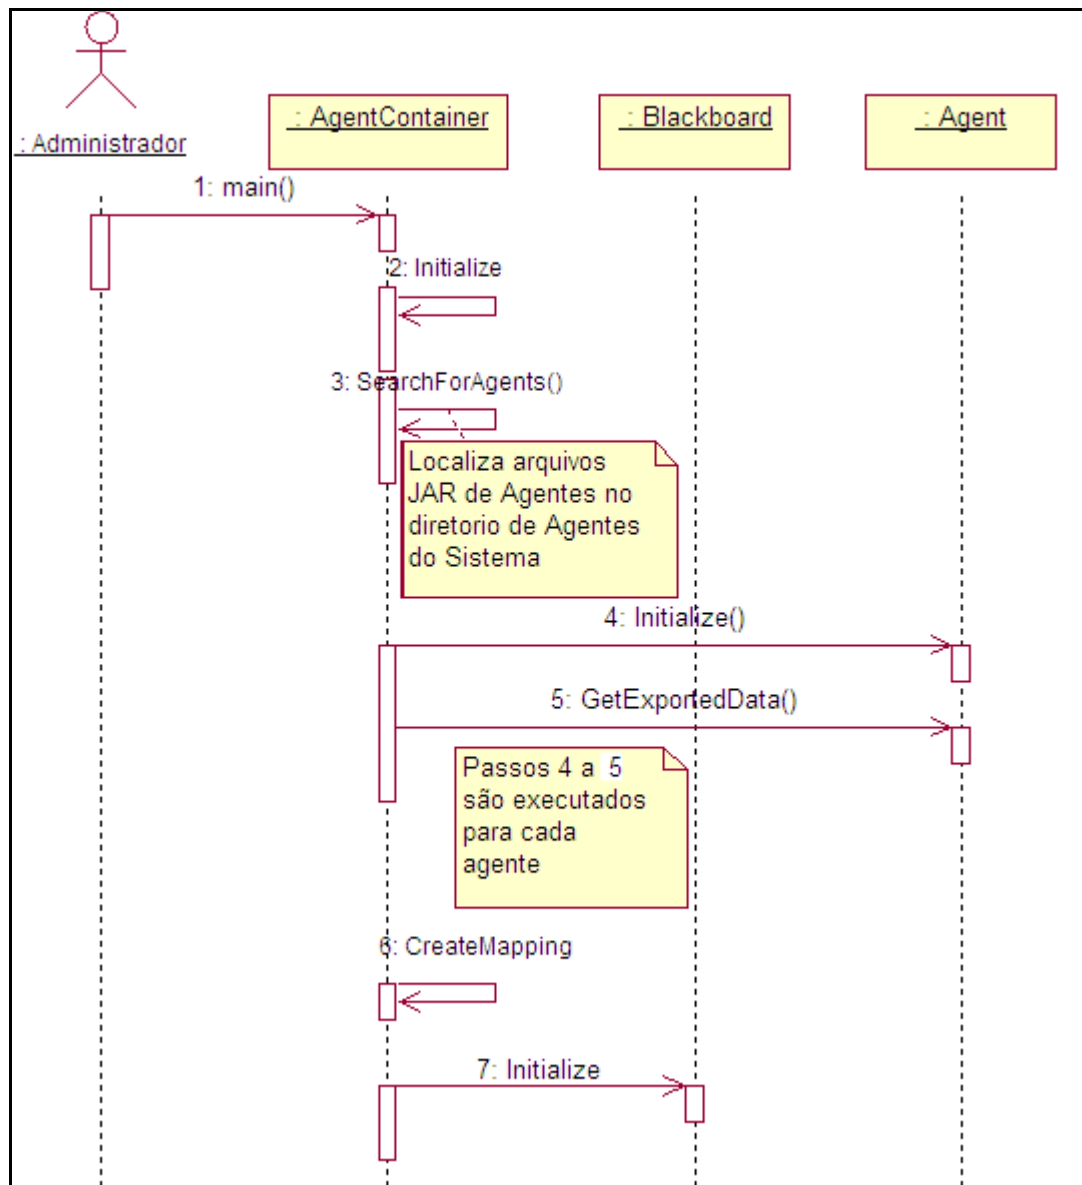 : Administrador
: AgentContainer
: Blackboard
: Agent
1: main()
2: Initialize
3: SearchForAgents()
Localiza arquivos
JAR de Agentes no
diretorio de Agentes
do Sistema
4: Initialize()
5: GetExportedData()
Passos 4 a 5
são executados
para cada
agente
6: CreateMapping
7: Initialize